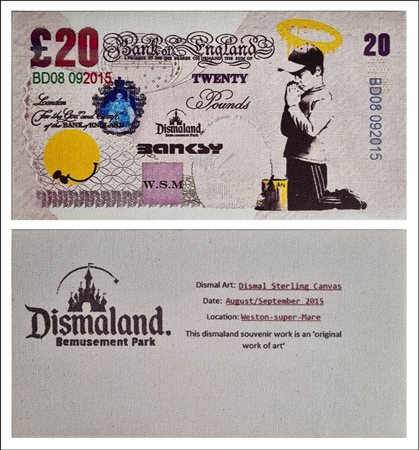 £20
Bank of England
I PROMISE TO PAY THE BEARER ON DEMAND THE SUM OF
20
BD08 092015
TWENTY
Pounds
London
For the Gov. and Comp.
of the BANK OF ENGLAND
Dismaland
Bemusement Park
BANKSY
W.S.M
BD08 092015
Dismaland.
Bemusement Park
Dismal Art: Dismal Sterling Canvas
Date: August/September 2015
Location: Weston-super-Mare
This dismaland souvenir work is an 'original
work of art'